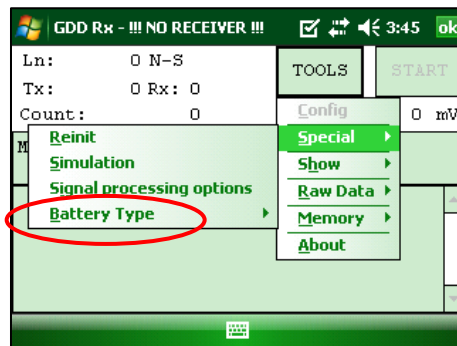 GDD Rx - !!! NO RECEIVER !!! 3:45 ok
Ln: 0 N-S
TOOLS START
Tx: 0 Rx: 0
Count: 0 0 mV
Config
M
Reinit Special
Simulation Show
Signal processing options Raw Data
Battery Type Memory
About